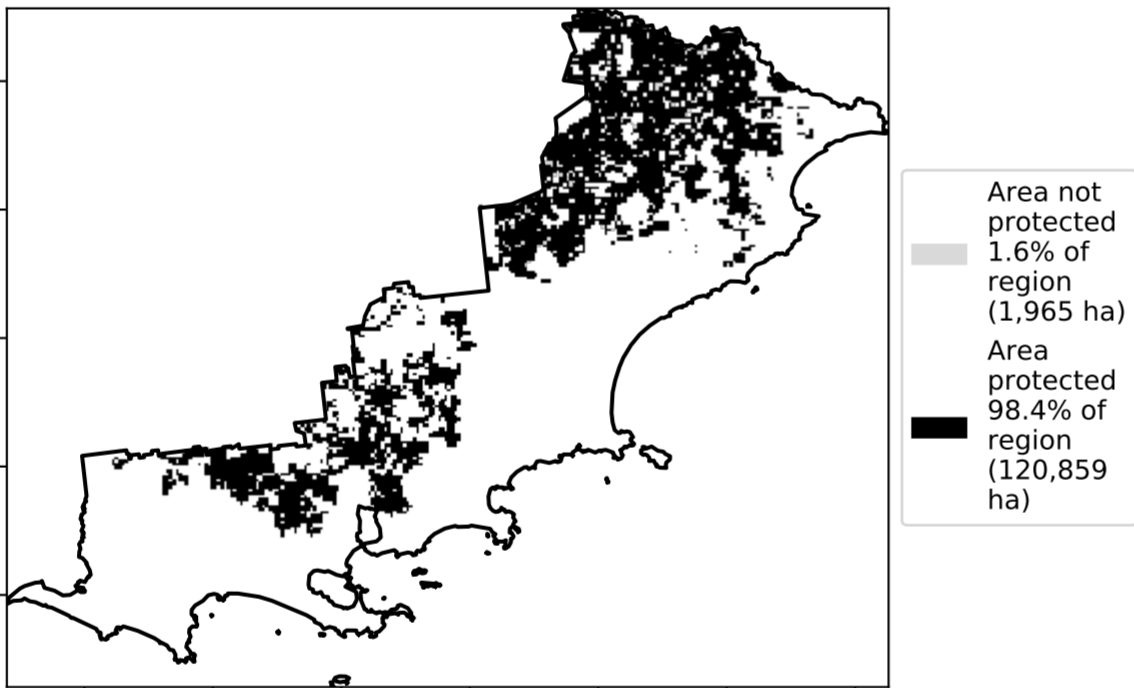 Area not
protected
1.6% of
region
(1,965 ha)
Area
protected
98.4% of
region
(120,859
ha)